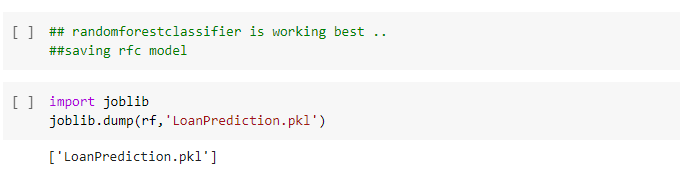 [ ] ## randomforestclassifier is working best ..
##saving rfc model
[ ] import joblib
joblib.dump(rf,'LoanPrediction.pkl')
['LoanPrediction.pkl']